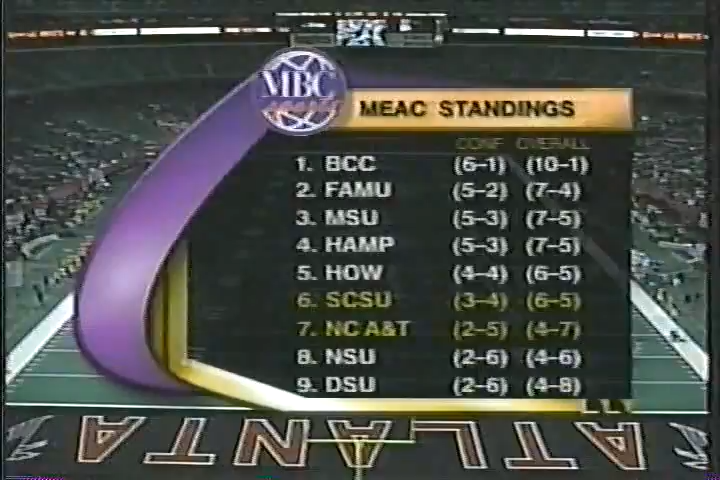 MBC
sports
MEAC STANDINGS
CONF OVERALL
1. BCC (6-1) (10-1)
2. FAMU (5-2) (7-4)
3. MSU (5-3) (7-5)
4. HAMP (5-3) (7-5)
5. HOW (4-4) (6-5)
6. SCSU (3-4) (6-5)
7. NC A&T (2-5) (4-7)
8. NSU (2-6) (4-6)
9. DSU (2-6) (4-8)
ATLANTA